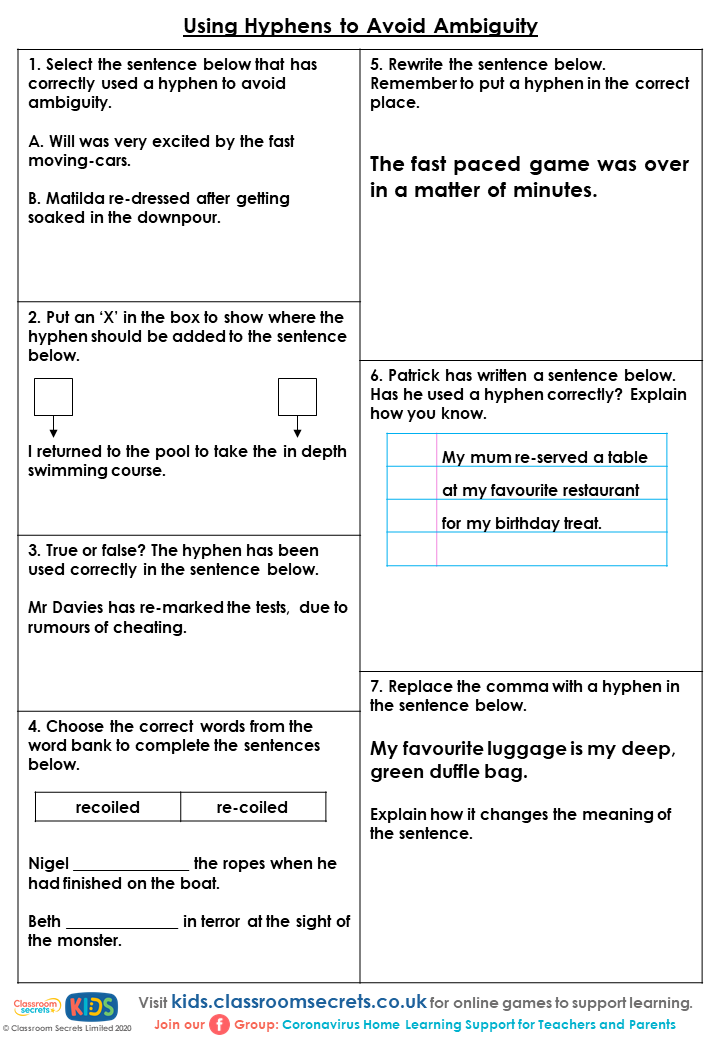 Using Hyphens to Avoid Ambiguity
1. Select the sentence below that has
correctly used a hyphen to avoid
ambiguity.
A. Will was very excited by the fast
moving-cars.
B. Matilda re-dressed after getting
soaked in the downpour.
2. Put an ‘X’ in the box to show where the
hyphen should be added to the sentence
below.
I returned to the pool to take the in depth
swimming course.
3. True or false? The hyphen has been
used correctly in the sentence below.
Mr Davies has re-marked the tests, due to
rumours of cheating.
4. Choose the correct words from the
word bank to complete the sentences
below.
recoiled re-coiled
Nigel ______________ the ropes when he
had finished on the boat.
Beth ______________ in terror at the sight of
the monster.
5. Rewrite the sentence below.
Remember to put a hyphen in the correct
place.
The fast paced game was over
in a matter of minutes.
6. Patrick has written a sentence below.
Has he used a hyphen correctly? Explain
how you know.
My mum re-served a table
at my favourite restaurant
for my birthday treat.
7. Replace the comma with a hyphen in
the sentence below.
My favourite luggage is my deep,
green duffle bag.
Explain how it changes the meaning of
the sentence.
Classroom Secrets KIDS
© Classroom Secrets Limited 2020
Visit kids.classroomsecrets.co.uk for online games to support learning.
Join our f Group: Coronavirus Home Learning Support for Teachers and Parents